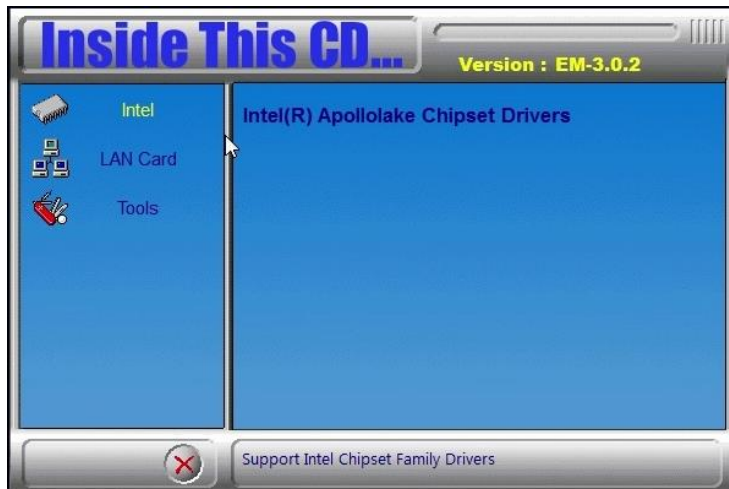 Inside This CD...
Version : EM-3.0.2
Intel
LAN Card
Tools
Intel(R) Apollolake Chipset Drivers
Support Intel Chipset Family Drivers